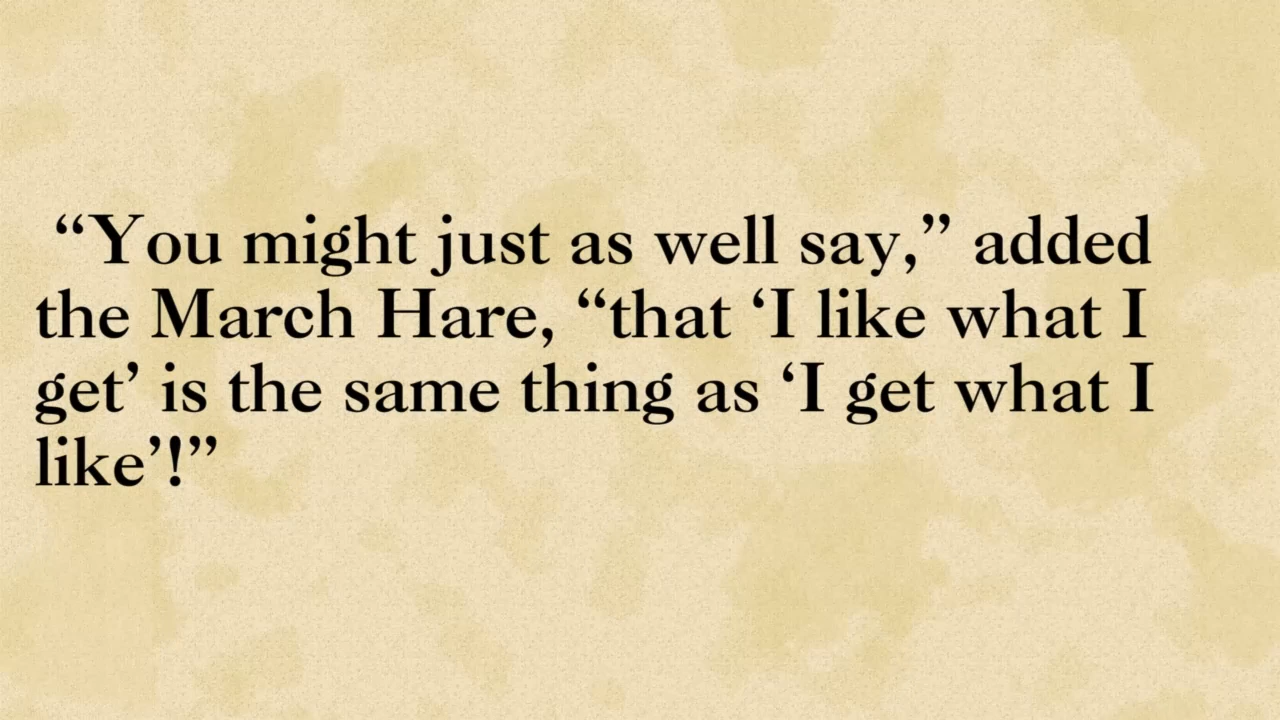 “You might just as well say,” added
the March Hare, “that ‘I like what I
get’ is the same thing as ‘I get what I
like’!”